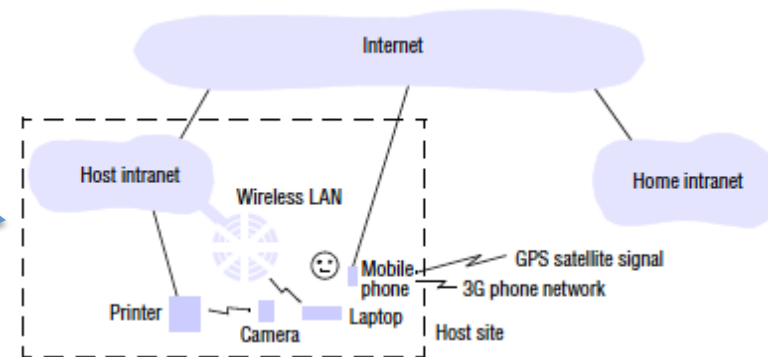 Internet
Host intranet
Wireless LAN
Home intranet
Mobile
phone
GPS satellite signal
3G phone network
Printer
Camera
Laptop
Host site